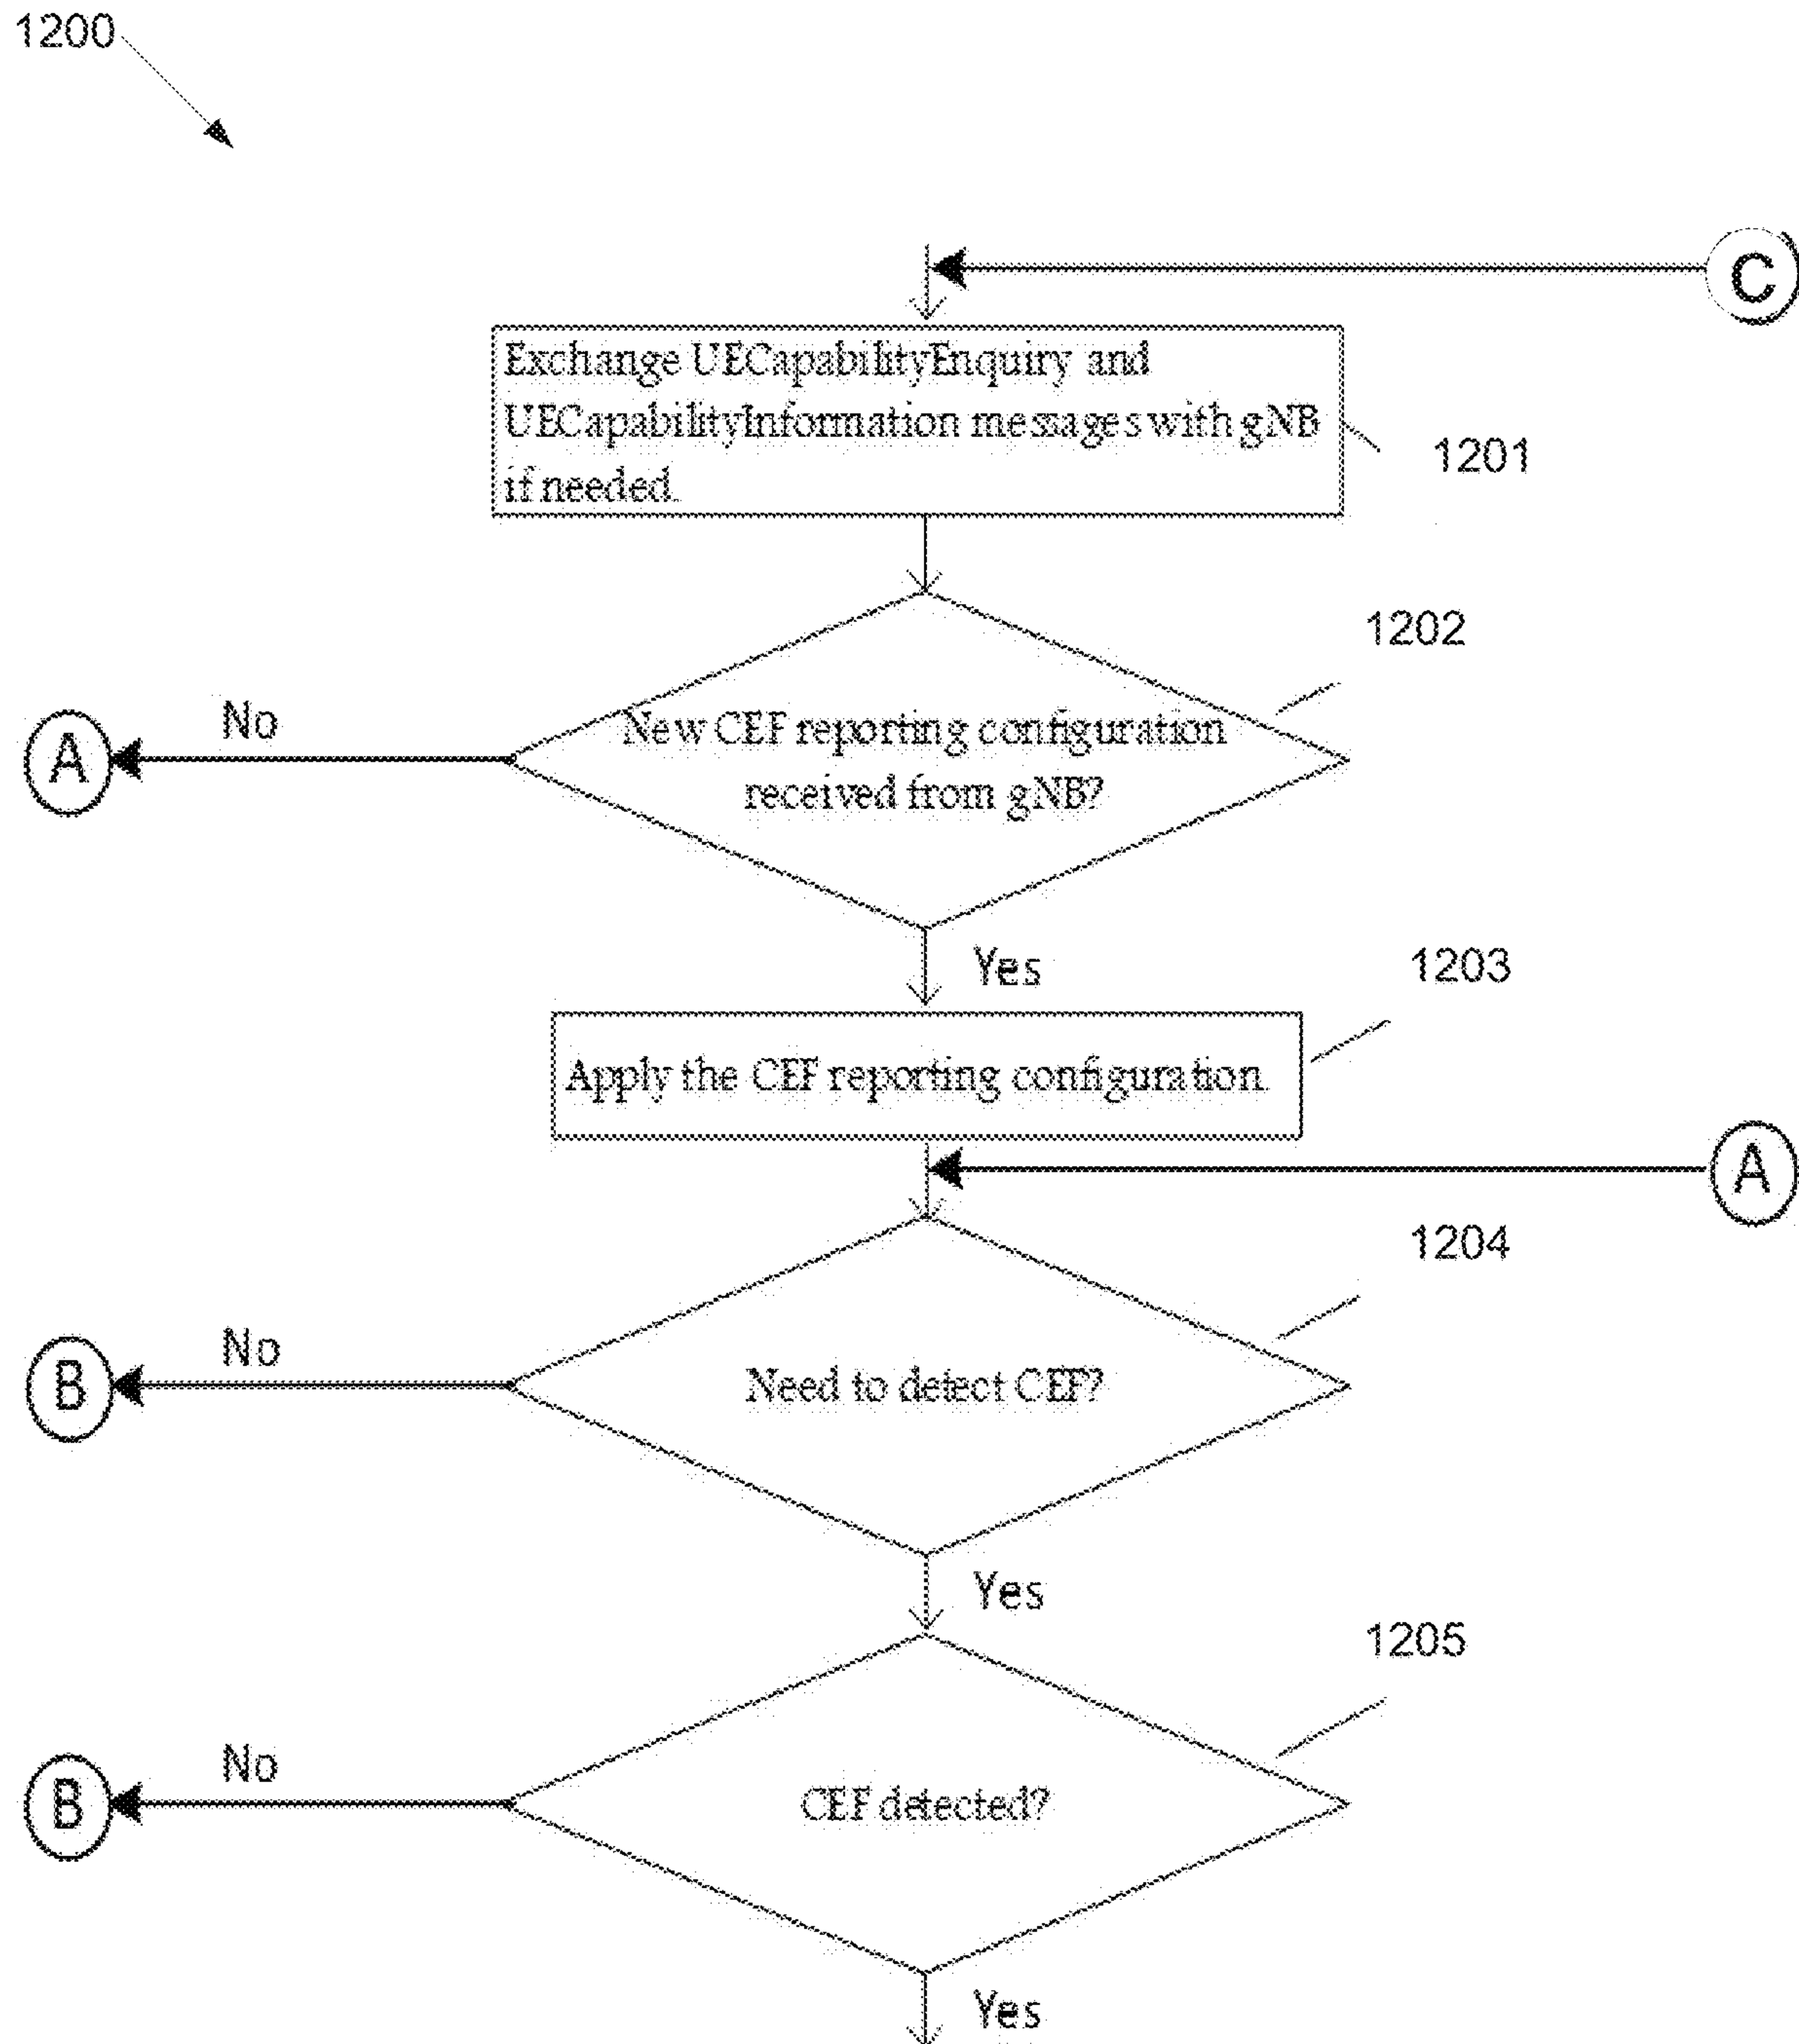 1200
C
Exchange UECapabilityEnquiry and
UECapabilityInformation messages with gNB
if needed.
1201
1202
New CEF reporting configuration
received from gNB?
No
A
Yes
1203
Apply the CEF reporting configuration.
A
1204
Need to detect CEF?
No
B
Yes
1205
CEF detected?
No
B
Yes